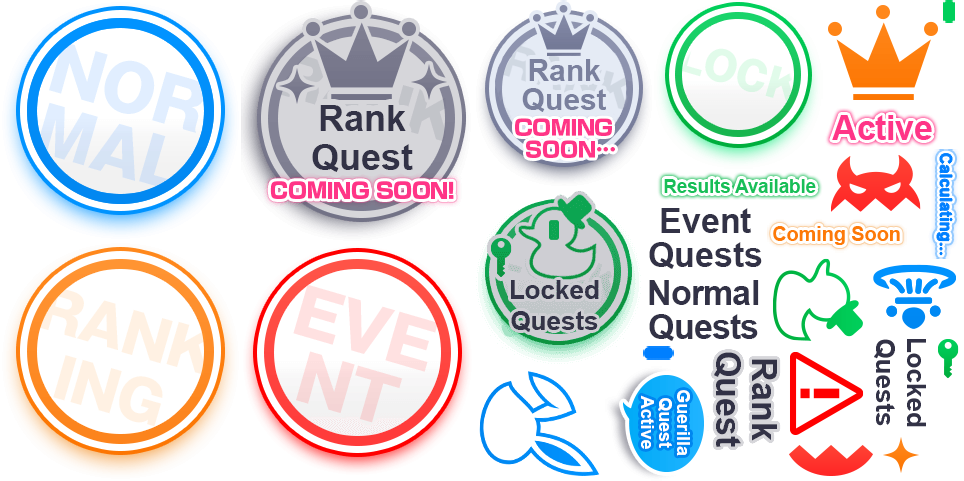 NOR
MAL
Rank
Quest
COMING SOON!
Rank
Quest
COMING
SOON...
LOCK
Active
Results Available
Calculating...
Event
Quests
Coming Soon
Normal
Quests
Locked
Quests
RANK
ING
EVE
NT
Guerilla
Quest
Active
Rank
Quest
Locked
Quests